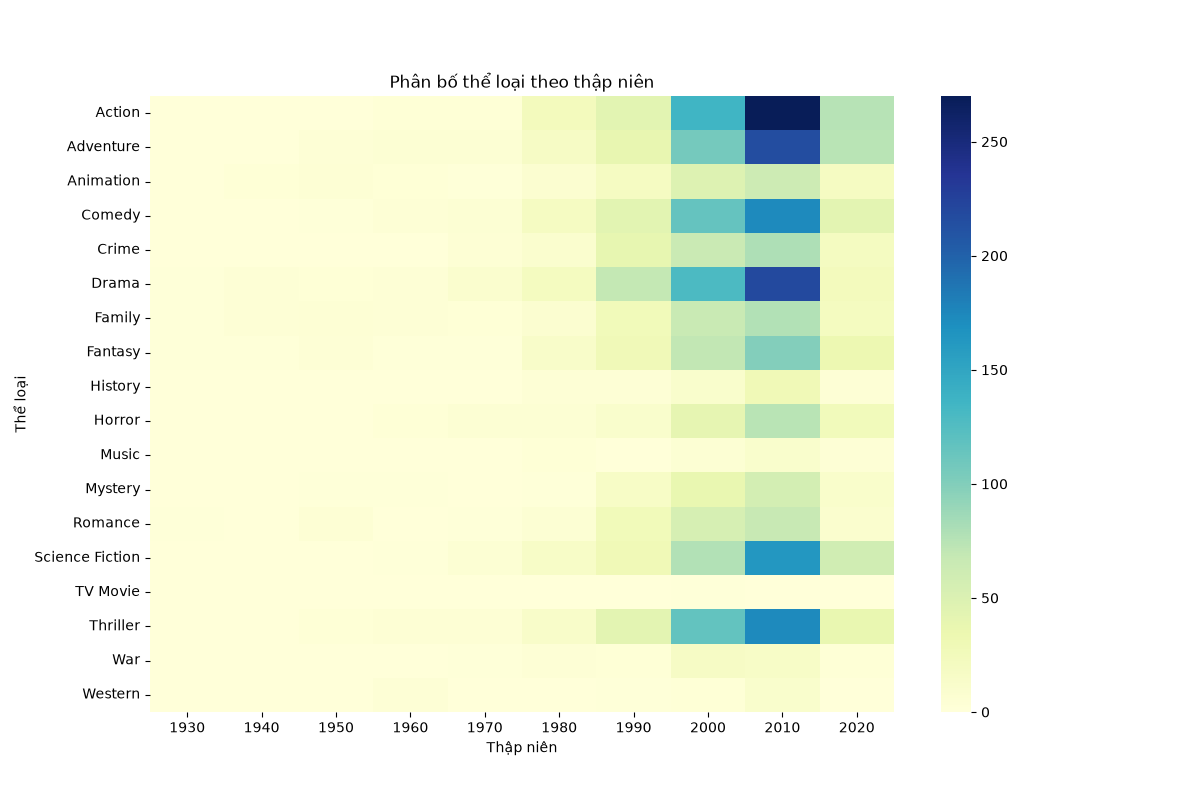 Phân bố thể loại theo thập niên
Thể loại
Action
Adventure
Animation
Comedy
Crime
Drama
Family
Fantasy
History
Horror
Music
Mystery
Romance
Science Fiction
TV Movie
Thriller
War
Western
1930 1940 1950 1960 1970 1980 1990 2000 2010 2020
Thập niên
250
200
150
100
50
0